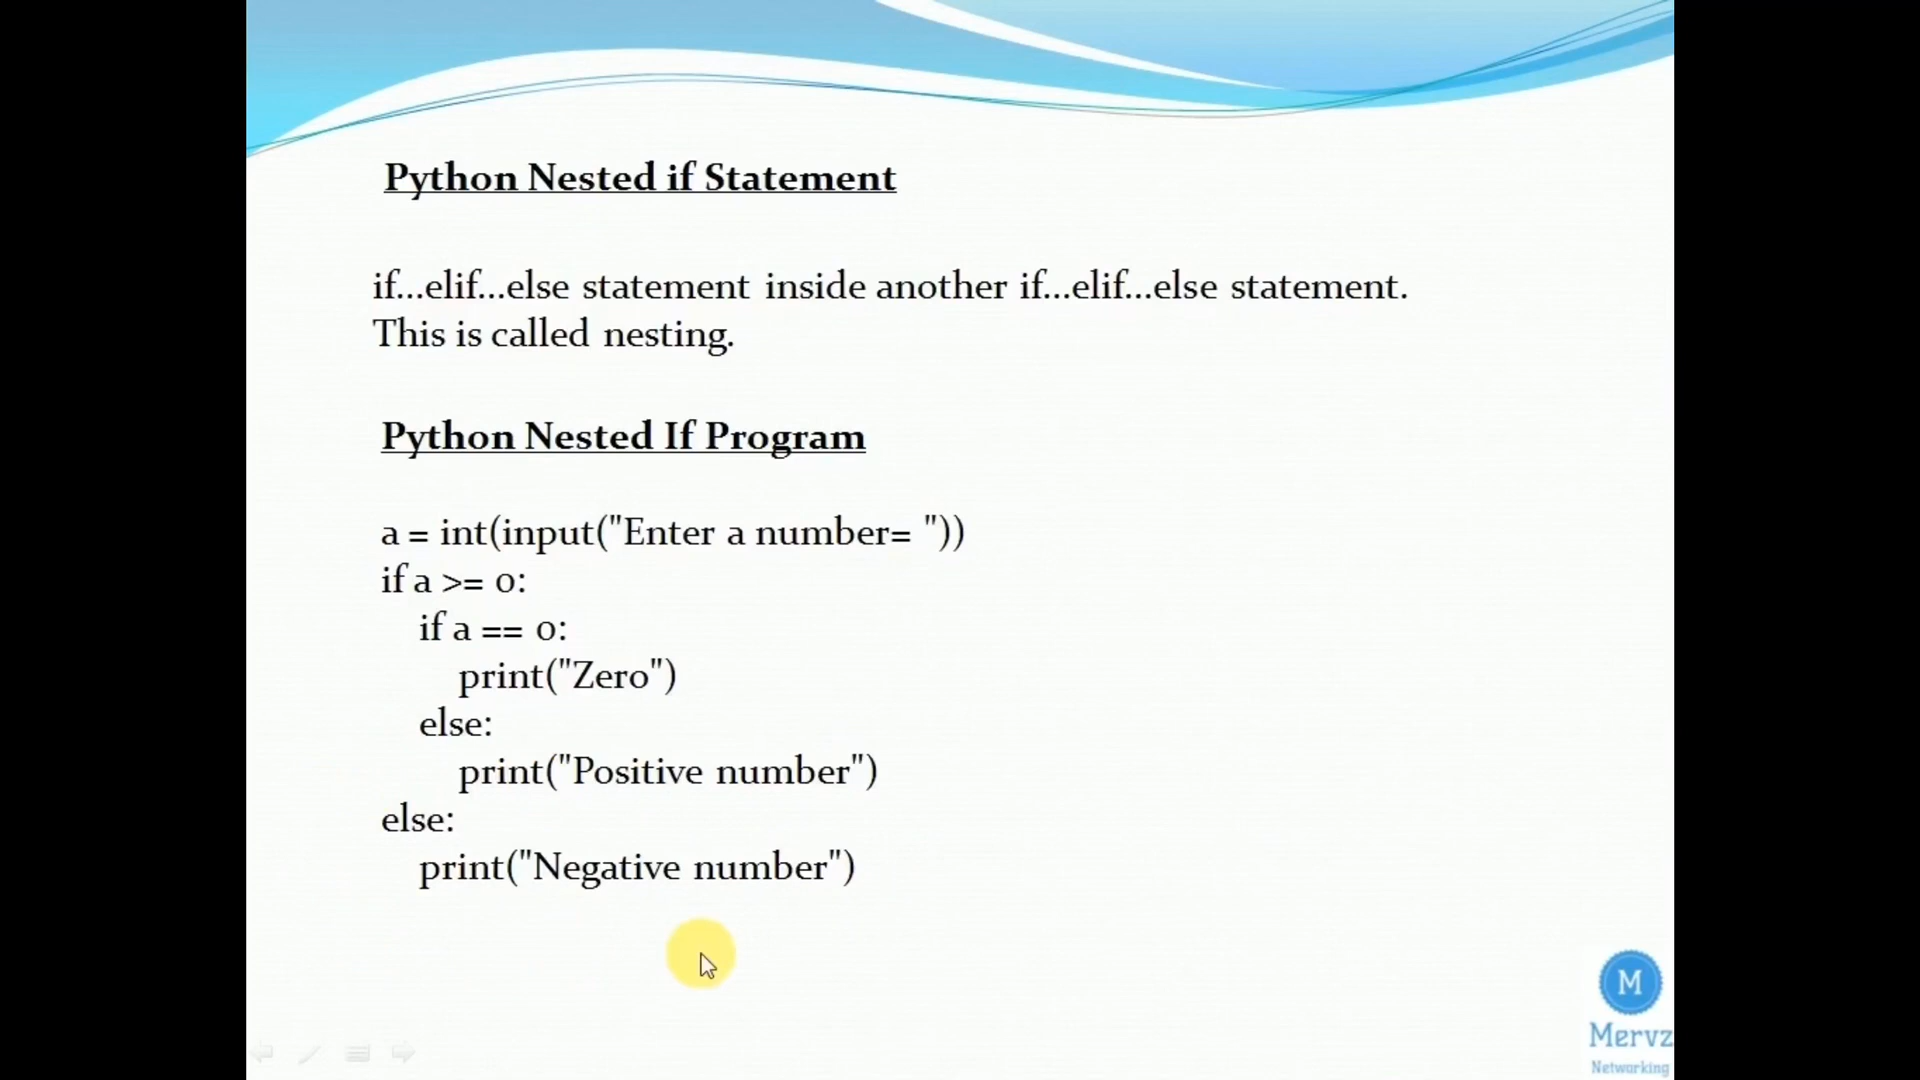 Python Nested if Statement
if...elif...else statement inside another if...elif...else statement.
This is called nesting.
Python Nested If Program
a = int(input("Enter a number= "))
if a >= 0:
    if a == 0:
        print("Zero")
    else:
        print("Positive number")
else:
    print("Negative number")
M
Mervz
Networking